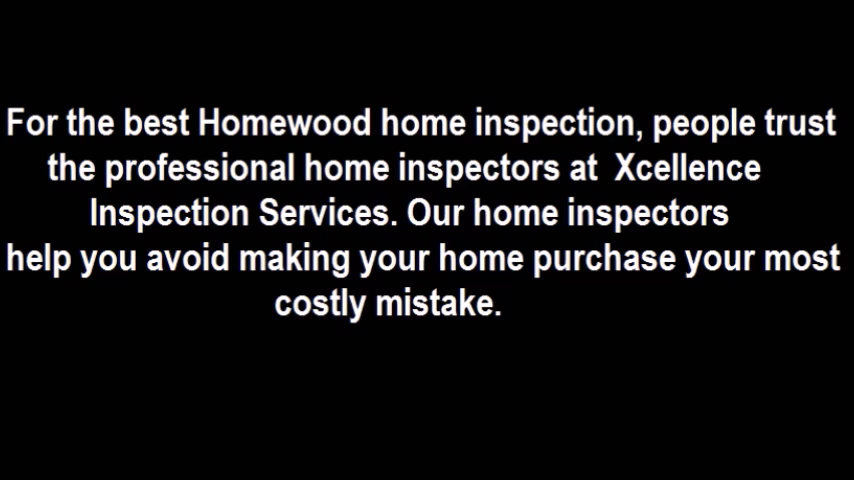 For the best Homewood home inspection, people trust
the professional home inspectors at  Xcellence
Inspection Services. Our home inspectors
help you avoid making your home purchase your most
costly mistake.